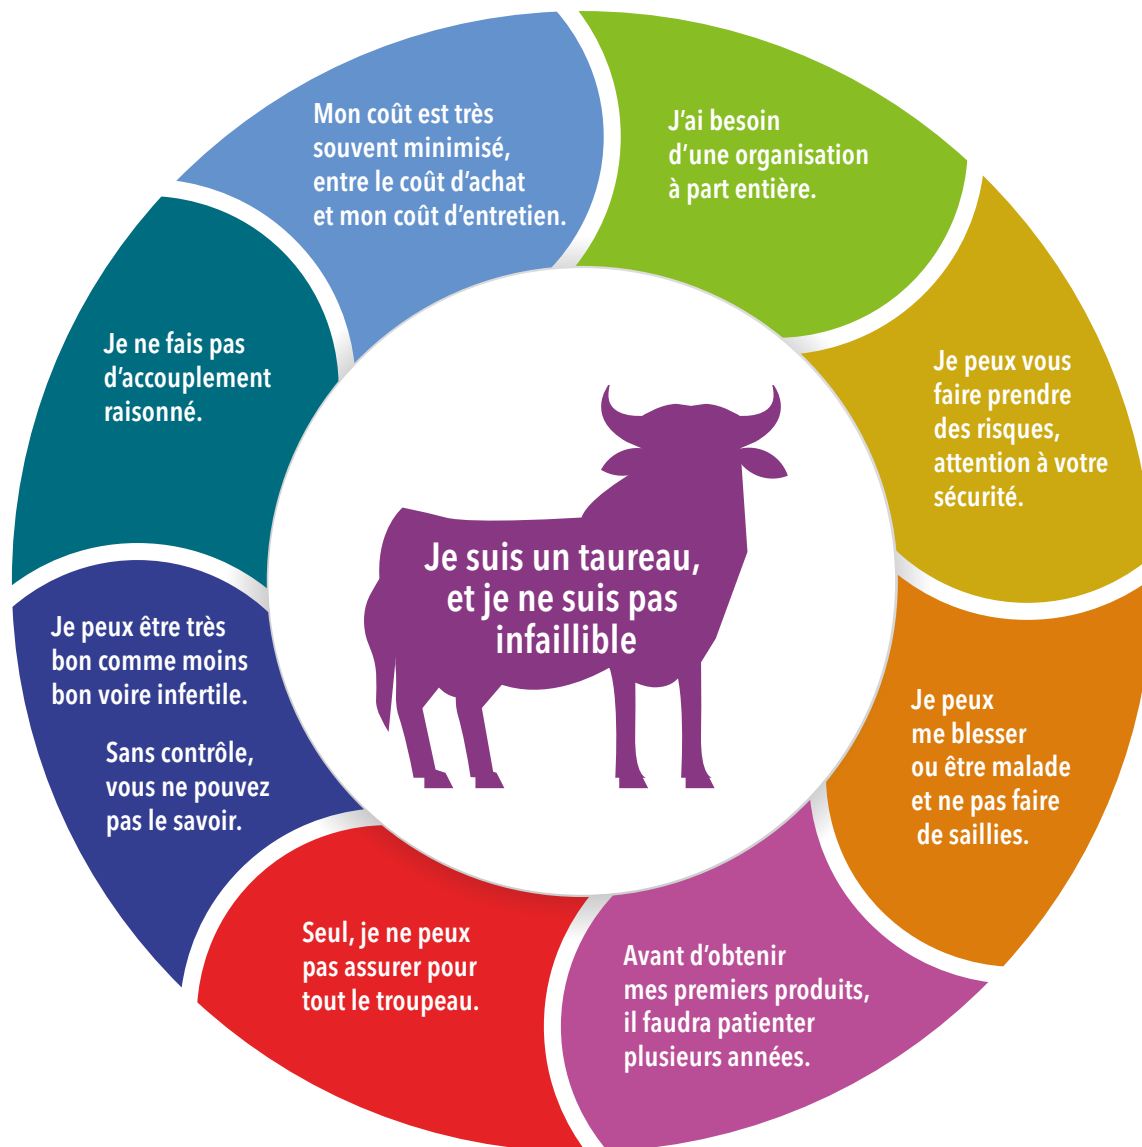 Mon coût est très
souvent minimisé,
entre le coût d'achat
et mon coût d'entretien.
J'ai besoin
d'une organisation
à part entière.
Je peux vous
faire prendre
des risques,
attention à votre
sécurité.
Je peux
me blesser
ou être malade
et ne pas faire
de saillies.
Avant d'obtenir
mes premiers produits,
il faudra patienter
plusieurs années.
Seul, je ne peux
pas assurer pour
tout le troupeau.
Je peux être très
bon comme moins
bon voire infertile.
Sans contrôle,
vous ne pouvez
pas le savoir.
Je ne fais pas
d'accouplement
raisonné.
Je suis un taureau,
et je ne suis pas
infaillible